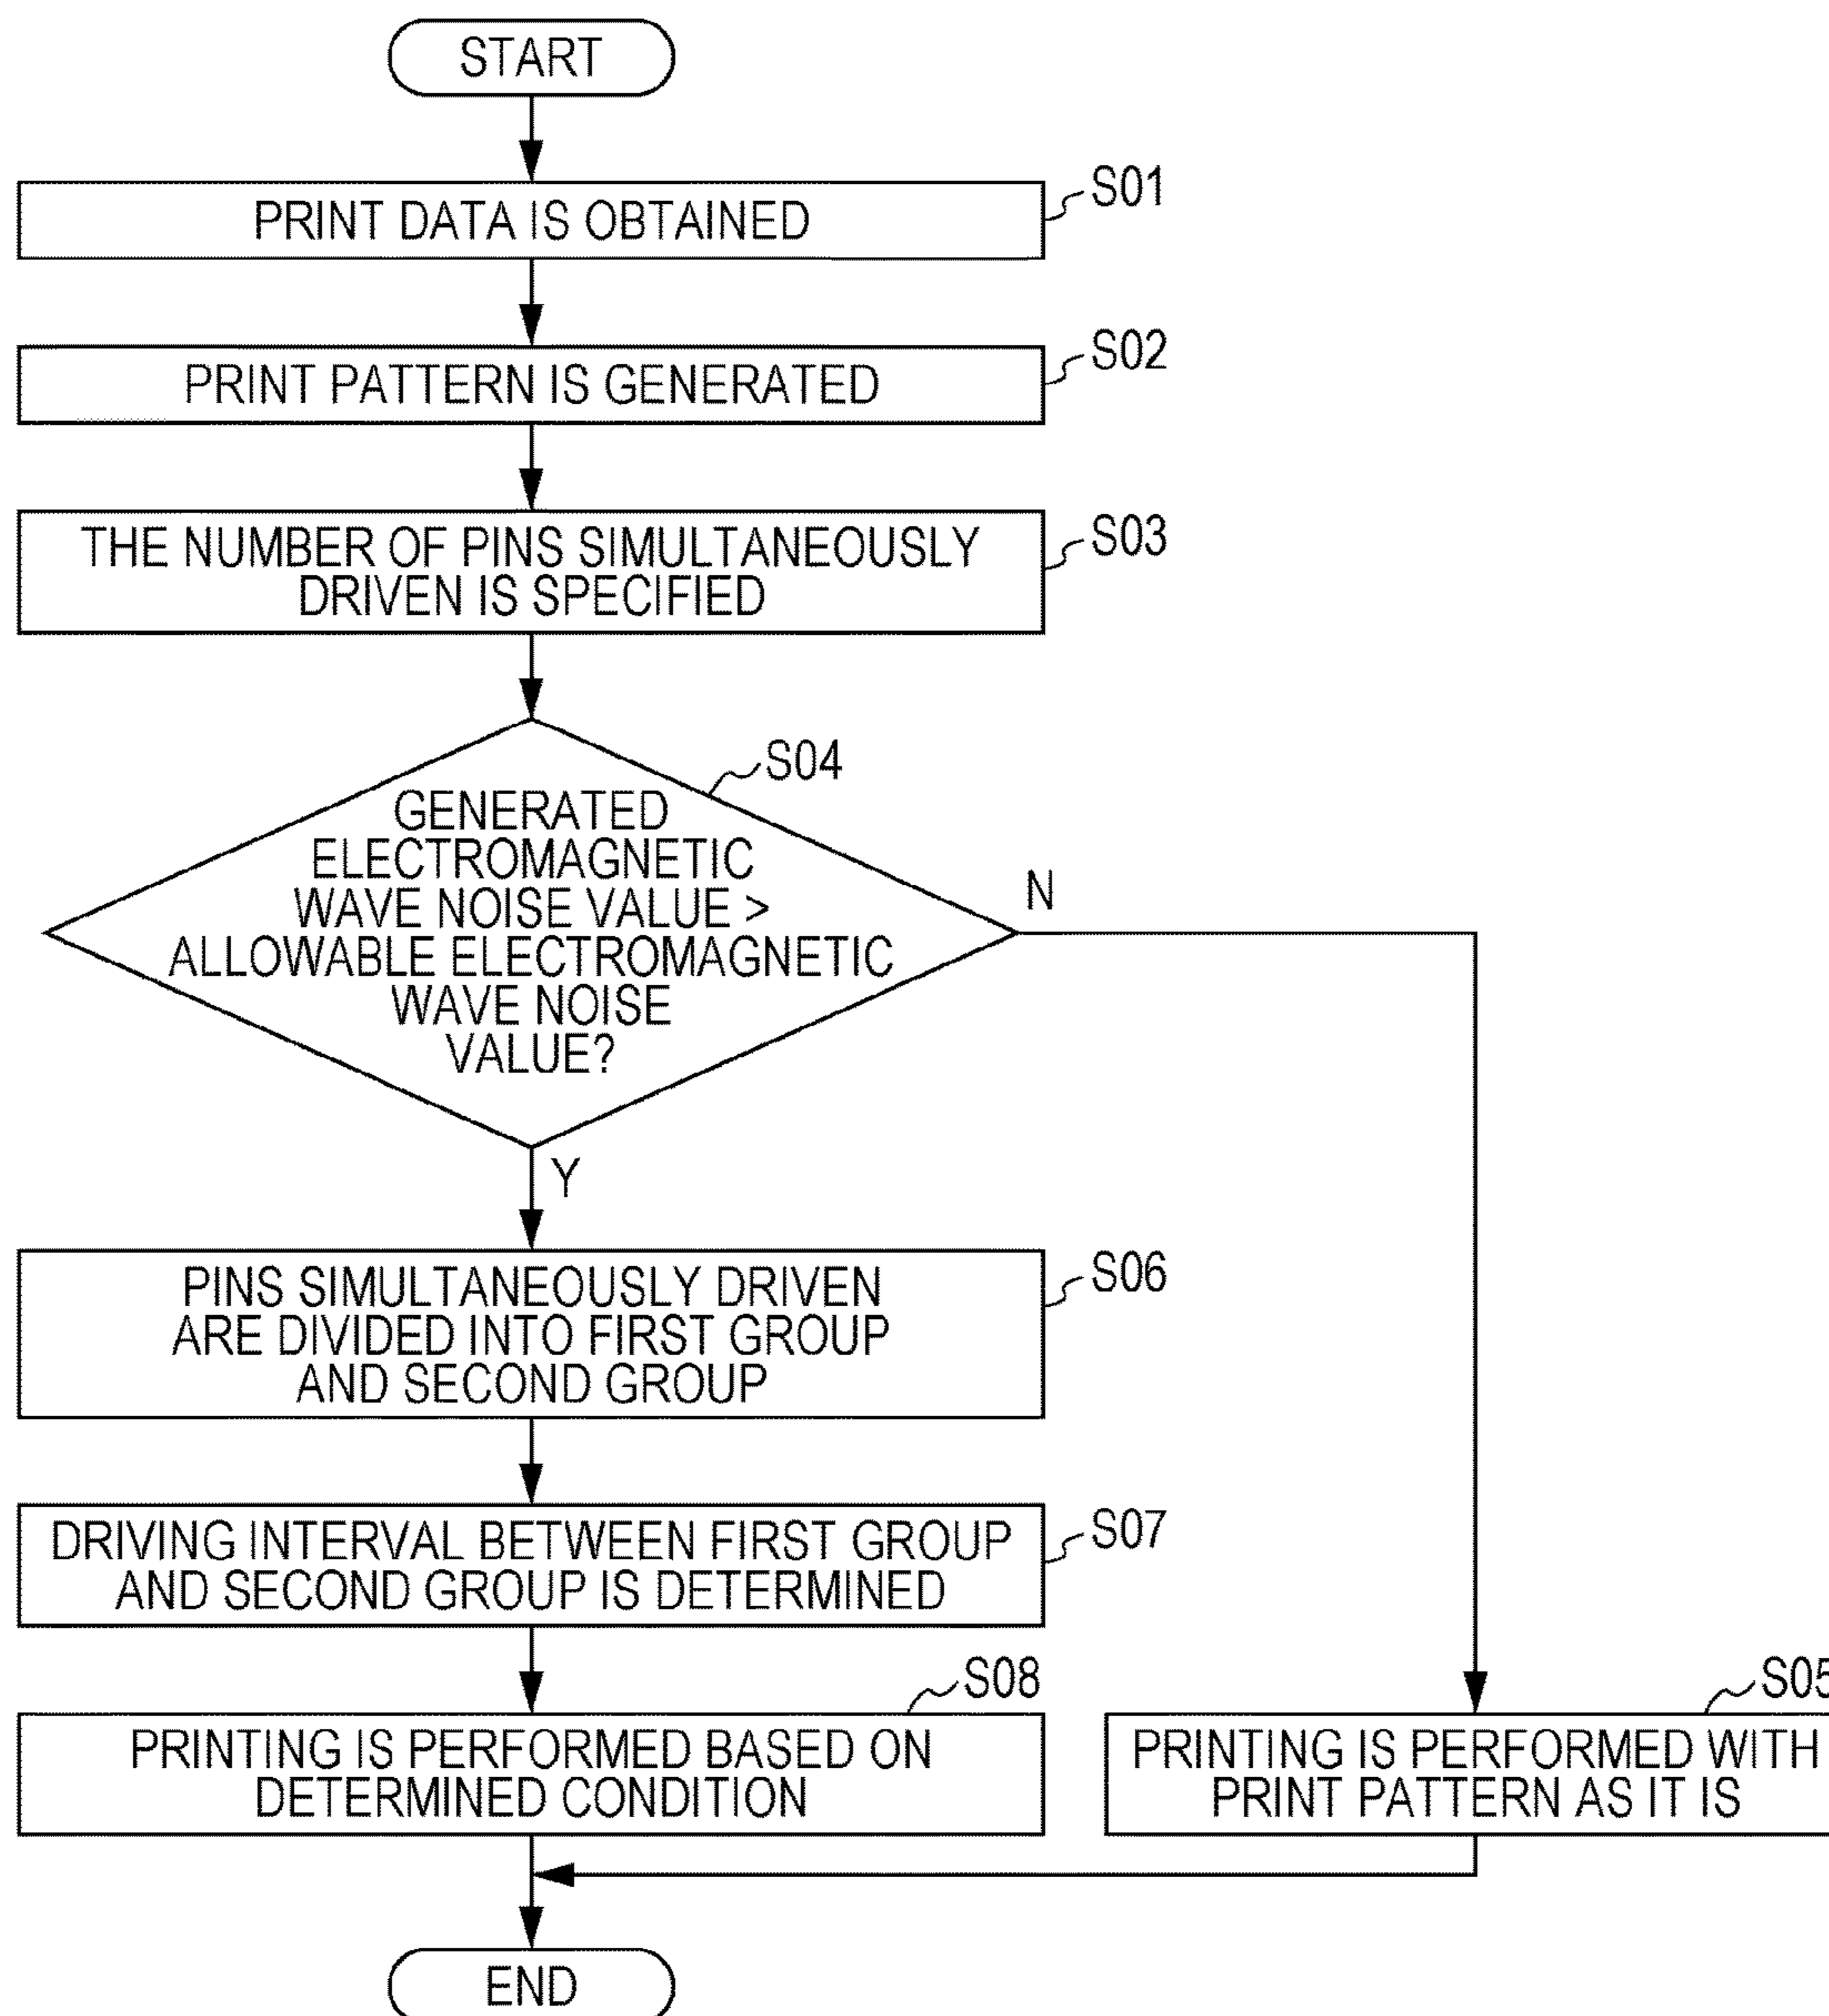 START
S01
PRINT DATA IS OBTAINED
S02
PRINT PATTERN IS GENERATED
S03
THE NUMBER OF PINS SIMULTANEOUSLY
DRIVEN IS SPECIFIED
S04
GENERATED
ELECTROMAGNETIC
WAVE NOISE VALUE >
ALLOWABLE ELECTROMAGNETIC
WAVE NOISE
VALUE?
N
Y
S06
PINS SIMULTANEOUSLY DRIVEN
ARE DIVIDED INTO FIRST GROUP
AND SECOND GROUP
S07
DRIVING INTERVAL BETWEEN FIRST GROUP
AND SECOND GROUP IS DETERMINED
S08
PRINTING IS PERFORMED BASED ON
DETERMINED CONDITION
S05
PRINTING IS PERFORMED WITH
PRINT PATTERN AS IT IS
END